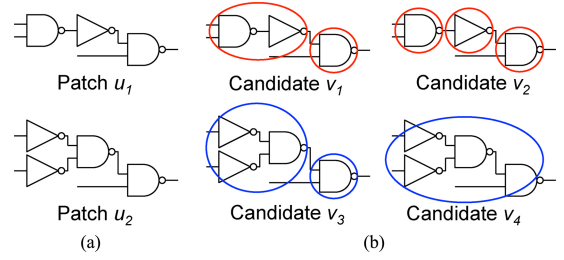 Patch u1
Candidate v1
Candidate v2
Patch u2
Candidate v3
Candidate v4
(a)
(b)